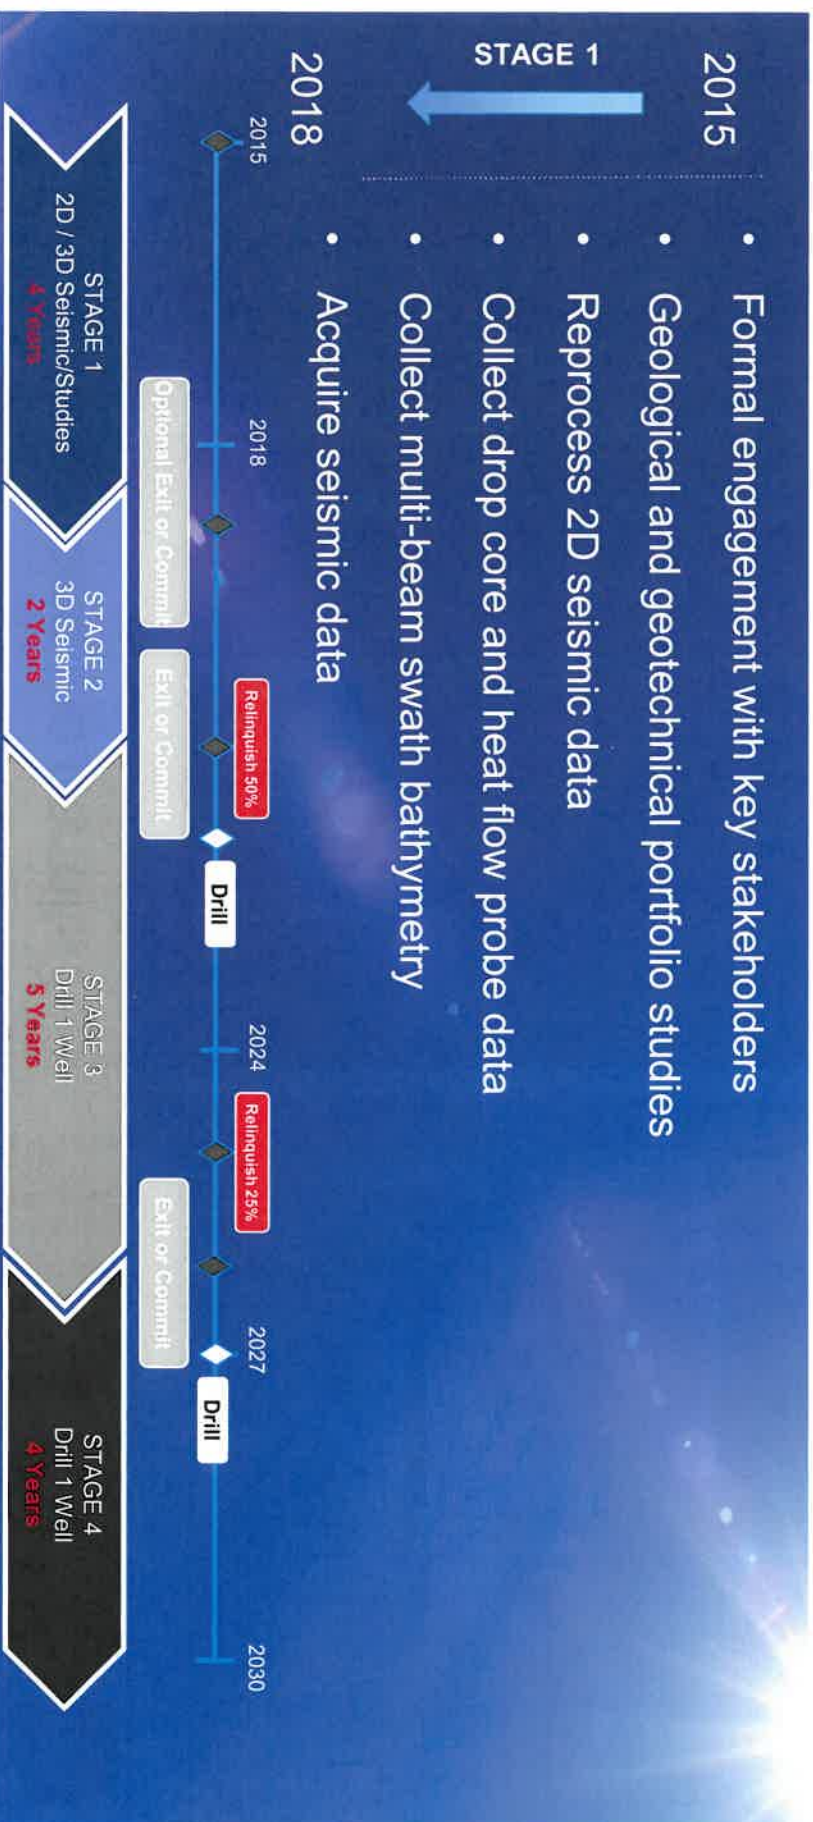 2015
STAGE 1
2018
• Formal engagement with key stakeholders
• Geological and geotechnical portfolio studies
• Reprocess 2D seismic data
• Collect drop core and heat flow probe data
• Collect multi-beam swath bathymetry
• Acquire seismic data
2015
2018
Relinquish 50%
2024
Relinquish 25%
2027
2030
Drill
Drill
Optional Exit or Commit
Exit or Commit
Exit or Commit
STAGE 1
2D / 3D Seismic/Studies
4 Years
STAGE 2
3D Seismic
2 Years
STAGE 3
Drill 1 Well
5 Years
STAGE 4
Drill 1 Well
4 Years